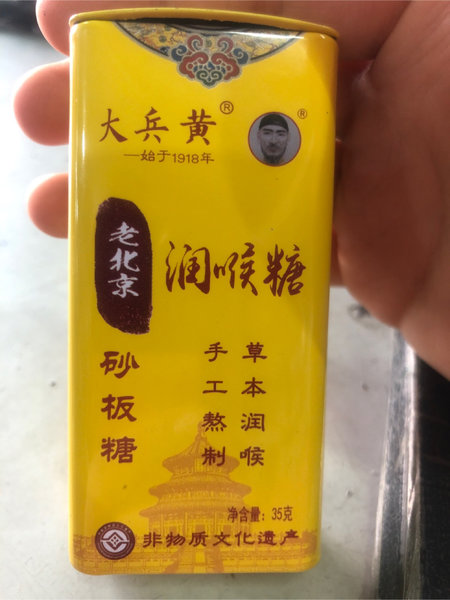 大兵黄®
®
—始于1918年
老北京
润喉糖
砂板糖
草本润喉
手工熬制
净含量：35克
非物质文化遗产